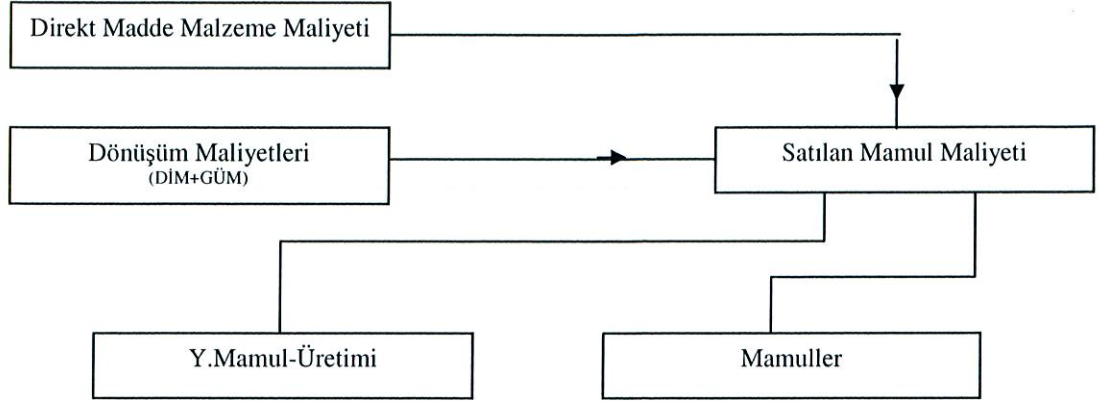 Direkt Madde Malzeme Maliyeti
Dönüşüm Maliyetleri
(DİM+GÜM)
Satılan Mamul Maliyeti
Y.Mamul-Üretimi
Mamuller